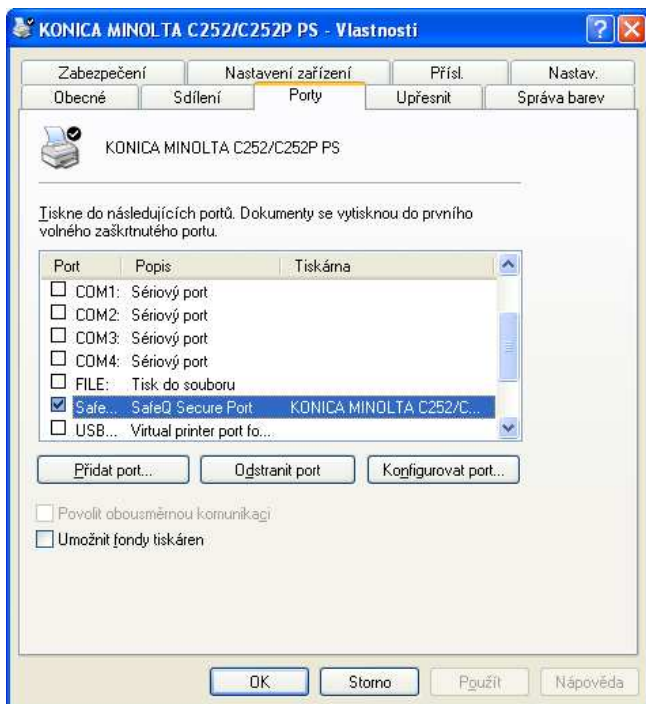 KONICA MINOLTA C252/C252P PS - Vlastnosti
Zabezpečení Nastavení zařízení Přísl. Nastav.
Obecné Sdílení Porty Upřesnit Správa barev
KONICA MINOLTA C252/C252P PS
Tiskne do následujících portů. Dokumenty se vytisknou do prvního
volného zaškrtnutého portu.
Port Popis Tiskárna
COM1: Sériový port
COM2: Sériový port
COM3: Sériový port
COM4: Sériový port
FILE: Tisk do souboru
Safe... SafeQ Secure Port KONICA MINOLTA C252/C...
USB... Virtual printer port fo...
Přidat port... Odstranit port Konfigurovat port...
Povolit obousměrnou komunikaci
Umožnit fondy tiskáren
OK Storno Použít Nápověda